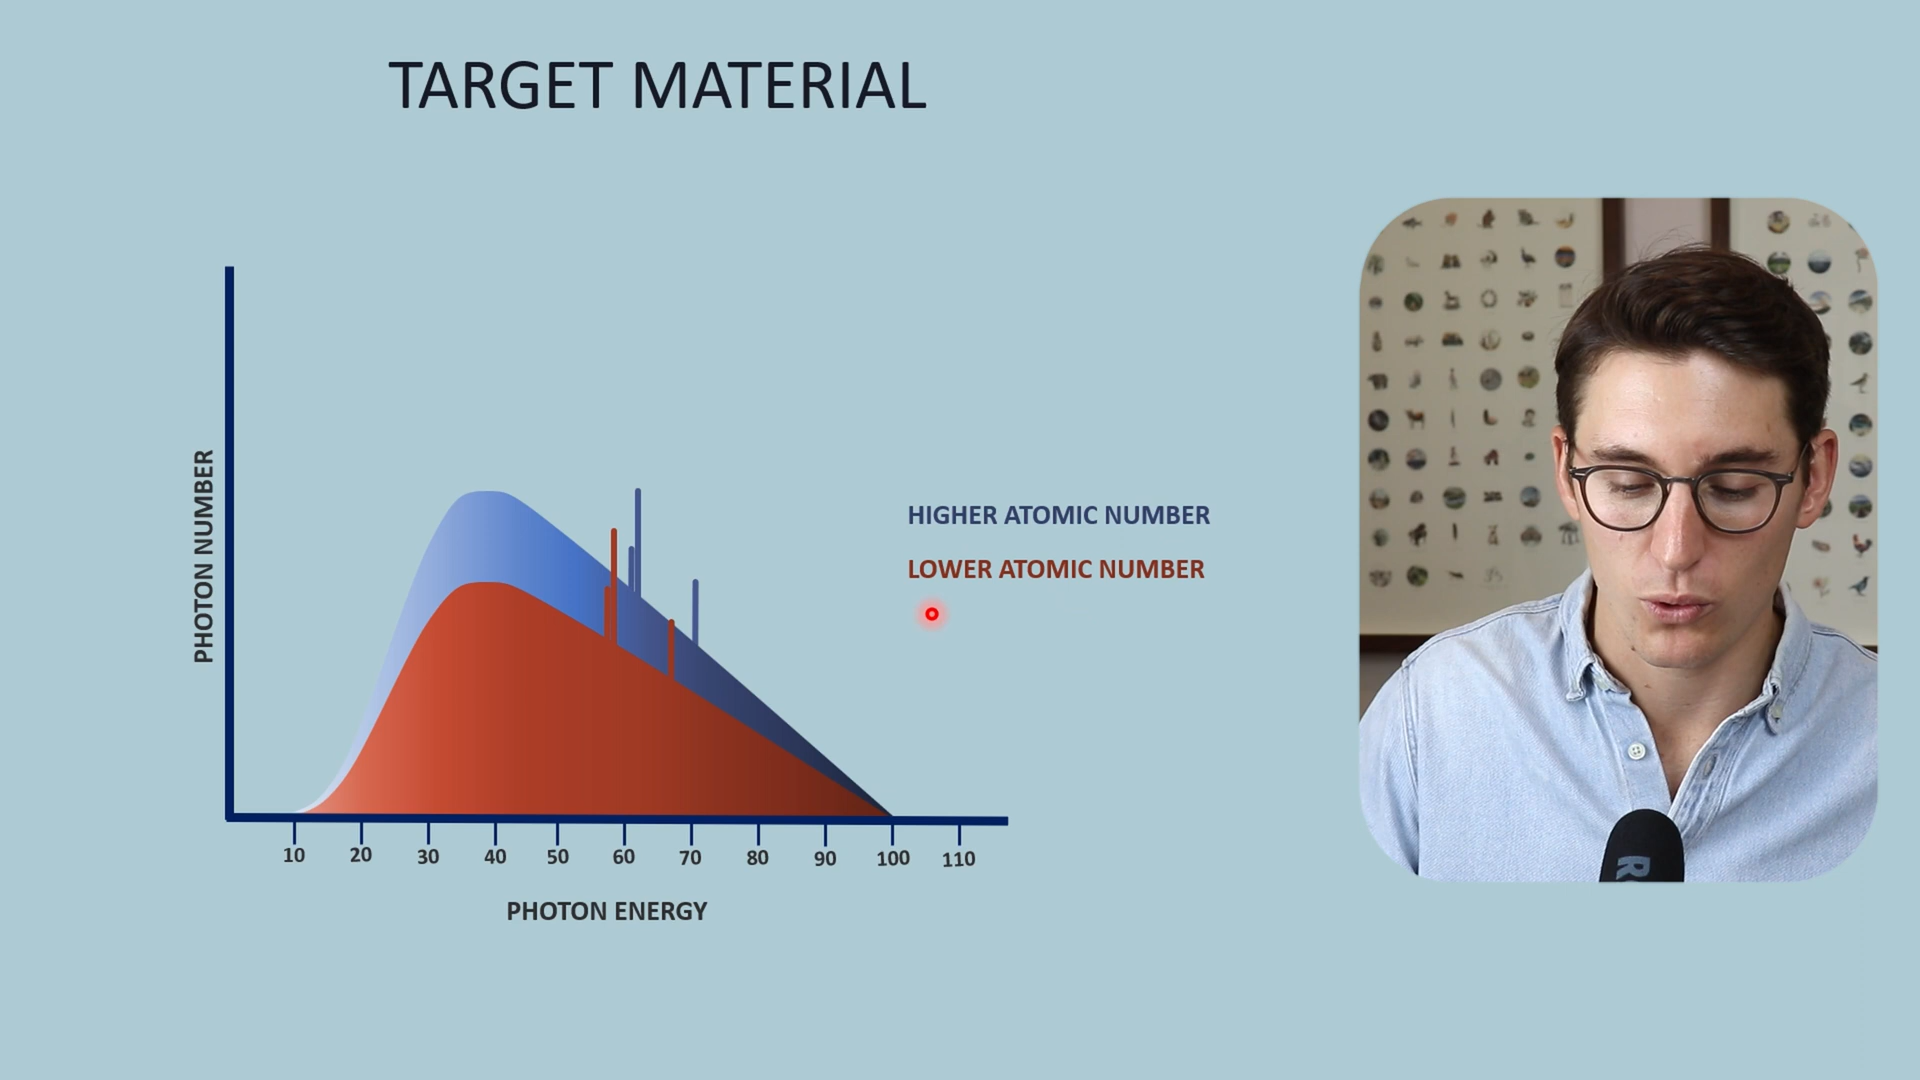 TARGET MATERIAL
PHOTON NUMBER
HIGHER ATOMIC NUMBER
LOWER ATOMIC NUMBER
10 20 30 40 50 60 70 80 90 100 110
PHOTON ENERGY
R